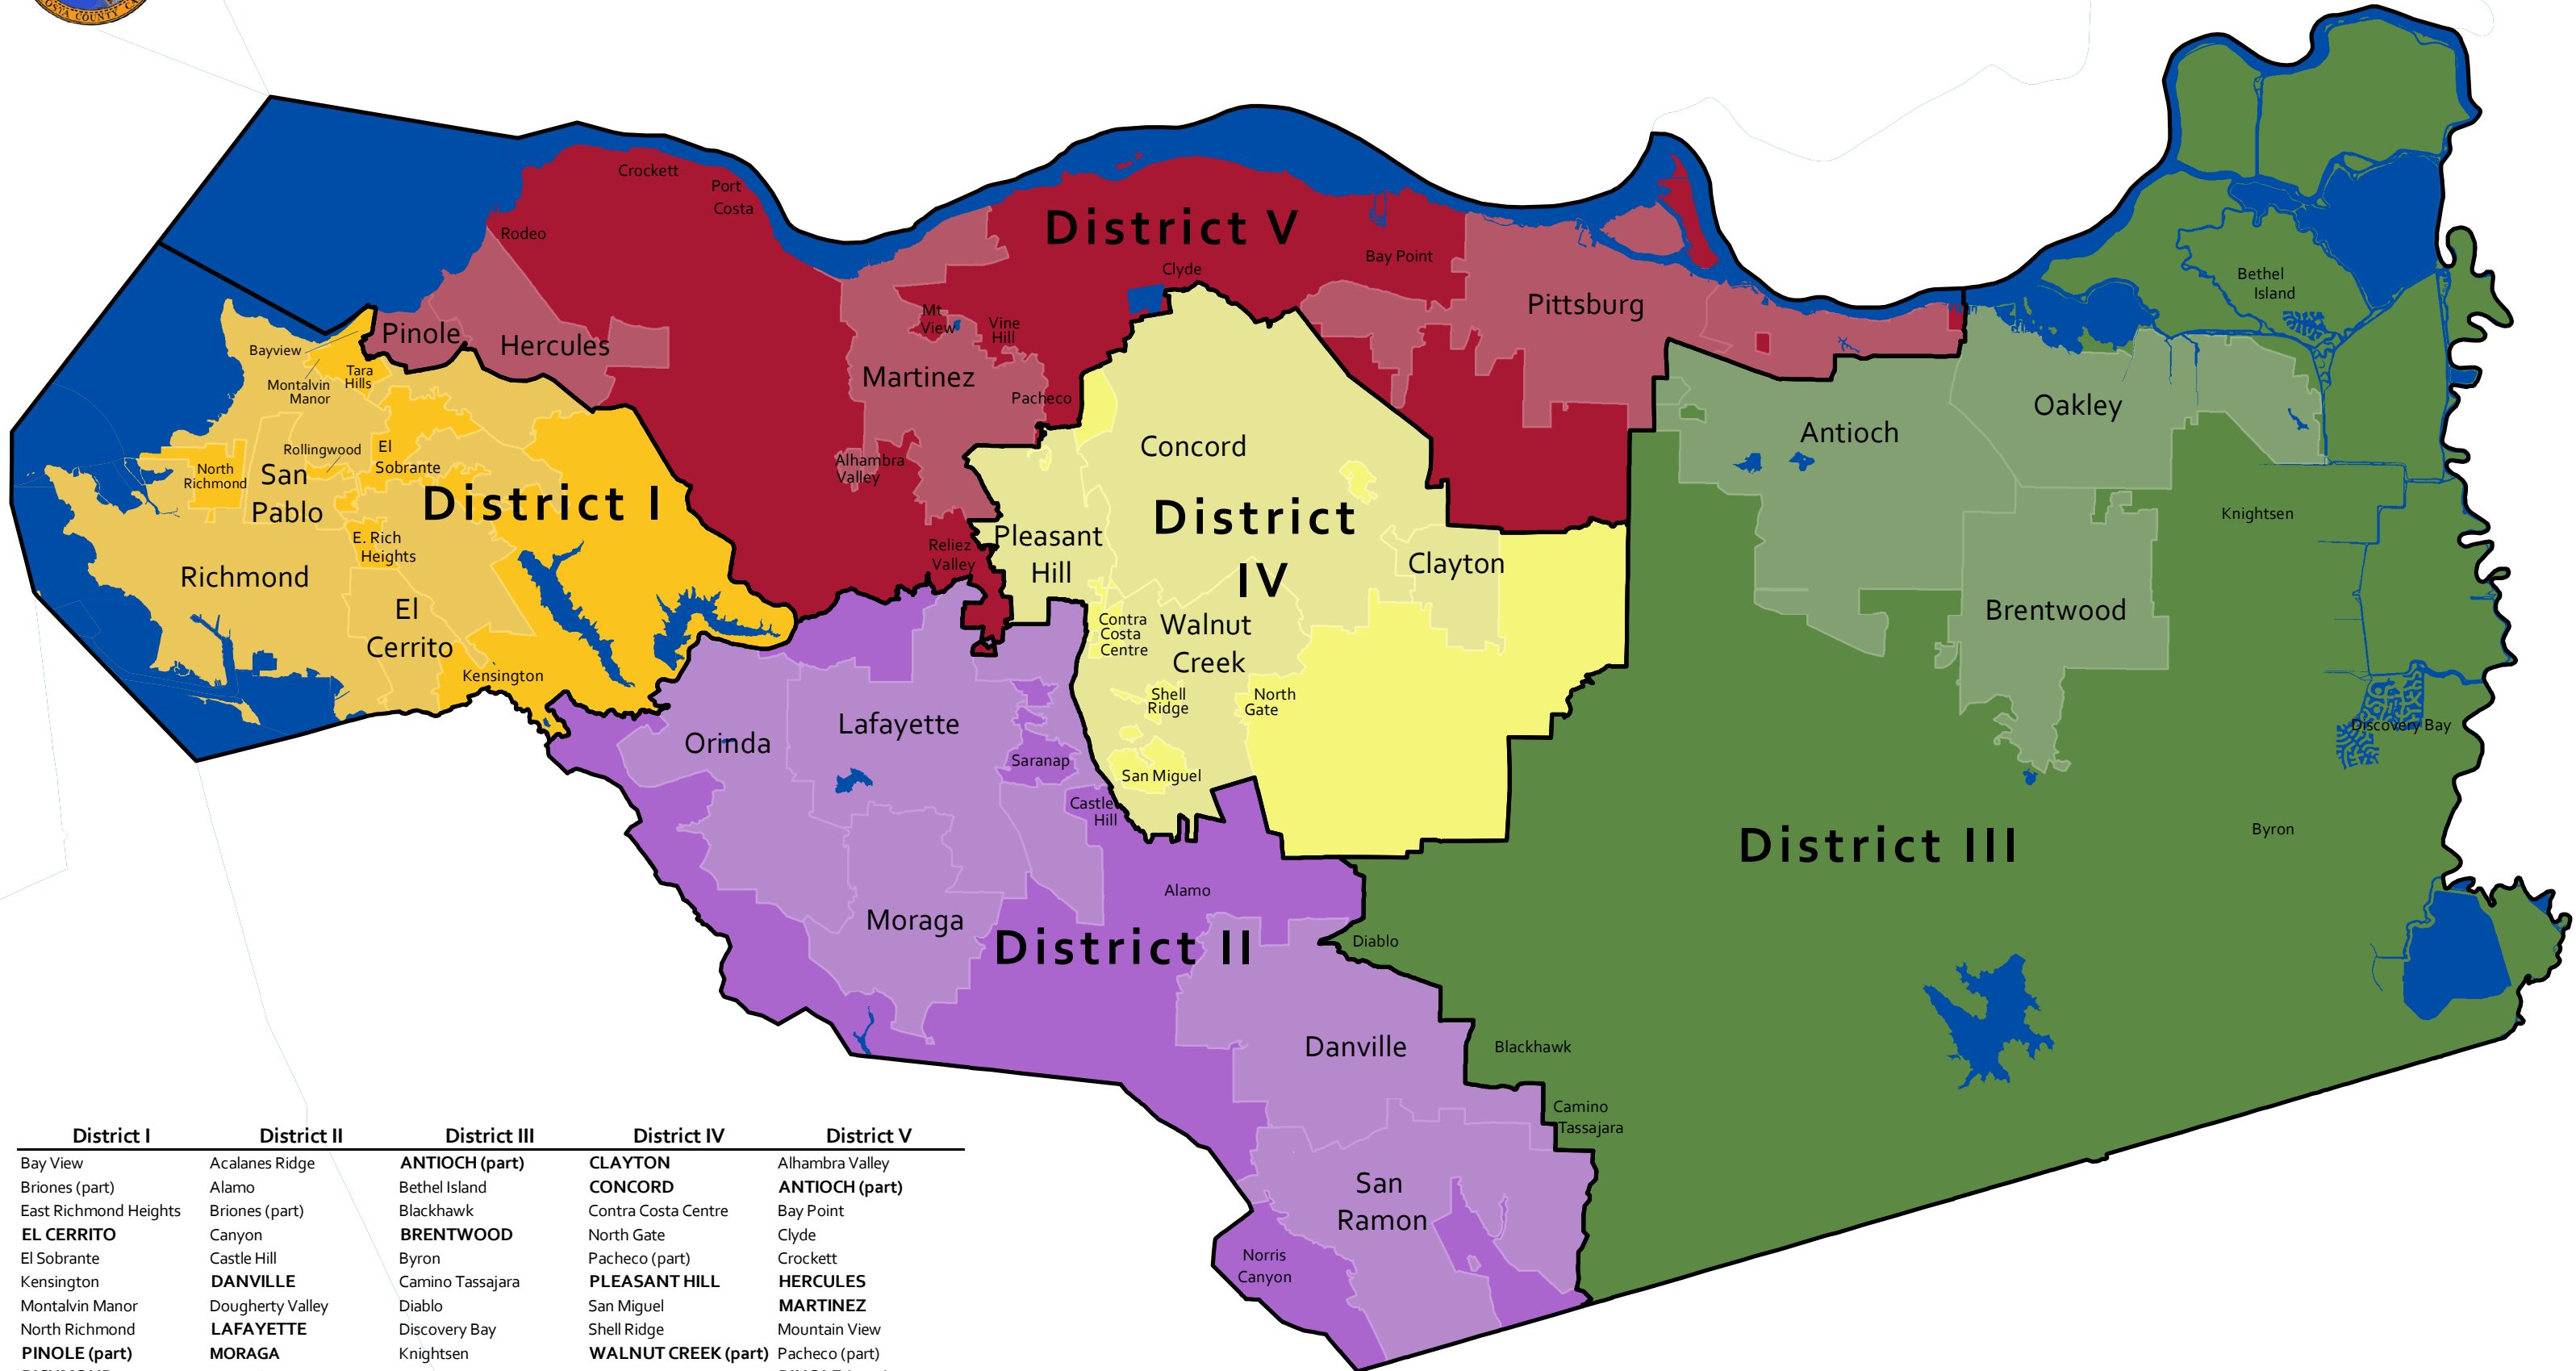 OSTA COUNTY CA
Crockett
Port
Costa
Rodeo
District V
Bay Point
Clyde
Bethel
Island
Pittsburg
Pinole
Hercules
Mt
View
Vine
Hill
Bayview
Tara
Hills
Montalvin
Manor
Martinez
Pacheco
Oakley
Antioch
Concord
Rollingwood
El
Sobrante
North
Richmond
San
Pablo
Alhambra
Valley
District I
District
IV
Knightsen
E. Rich
Heights
Reliez
Valley
Pleasant
Hill
Clayton
Richmond
El
Cerrito
Contra
Costa
Centre
Walnut
Creek
Brentwood
Kensington
Shell
Ridge
North
Gate
Orinda
Lafayette
Saranap
San Miguel
Discovery Bay
Castle
Hill
Byron
District III
Alamo
Moraga
District II
Diablo
Danville
Blackhawk
Camino
Tassajara
San
Ramon
Norris
Canyon
District I District II District III District IV District V
Bay View Acalanes Ridge ANTIOCH (part) CLAYTON Alhambra Valley
Briones (part) Alamo Bethel Island CONCORD ANTIOCH (part)
East Richmond Heights Briones (part) Blackhawk Contra Costa Centre Bay Point
EL CERRITO Canyon BRENTWOOD North Gate Clyde
El Sobrante Castle Hill Byron Pacheco (part) Crockett
Kensington DANVILLE Camino Tassajara PLEASANT HILL HERCULES
Montalvin Manor Dougherty Valley Diablo San Miguel MARTINEZ
North Richmond LAFAYETTE Discovery Bay Shell Ridge Mountain View
PINOLE (part) MORAGA Knightsen WALNUT CREEK (part) Pacheco (part)